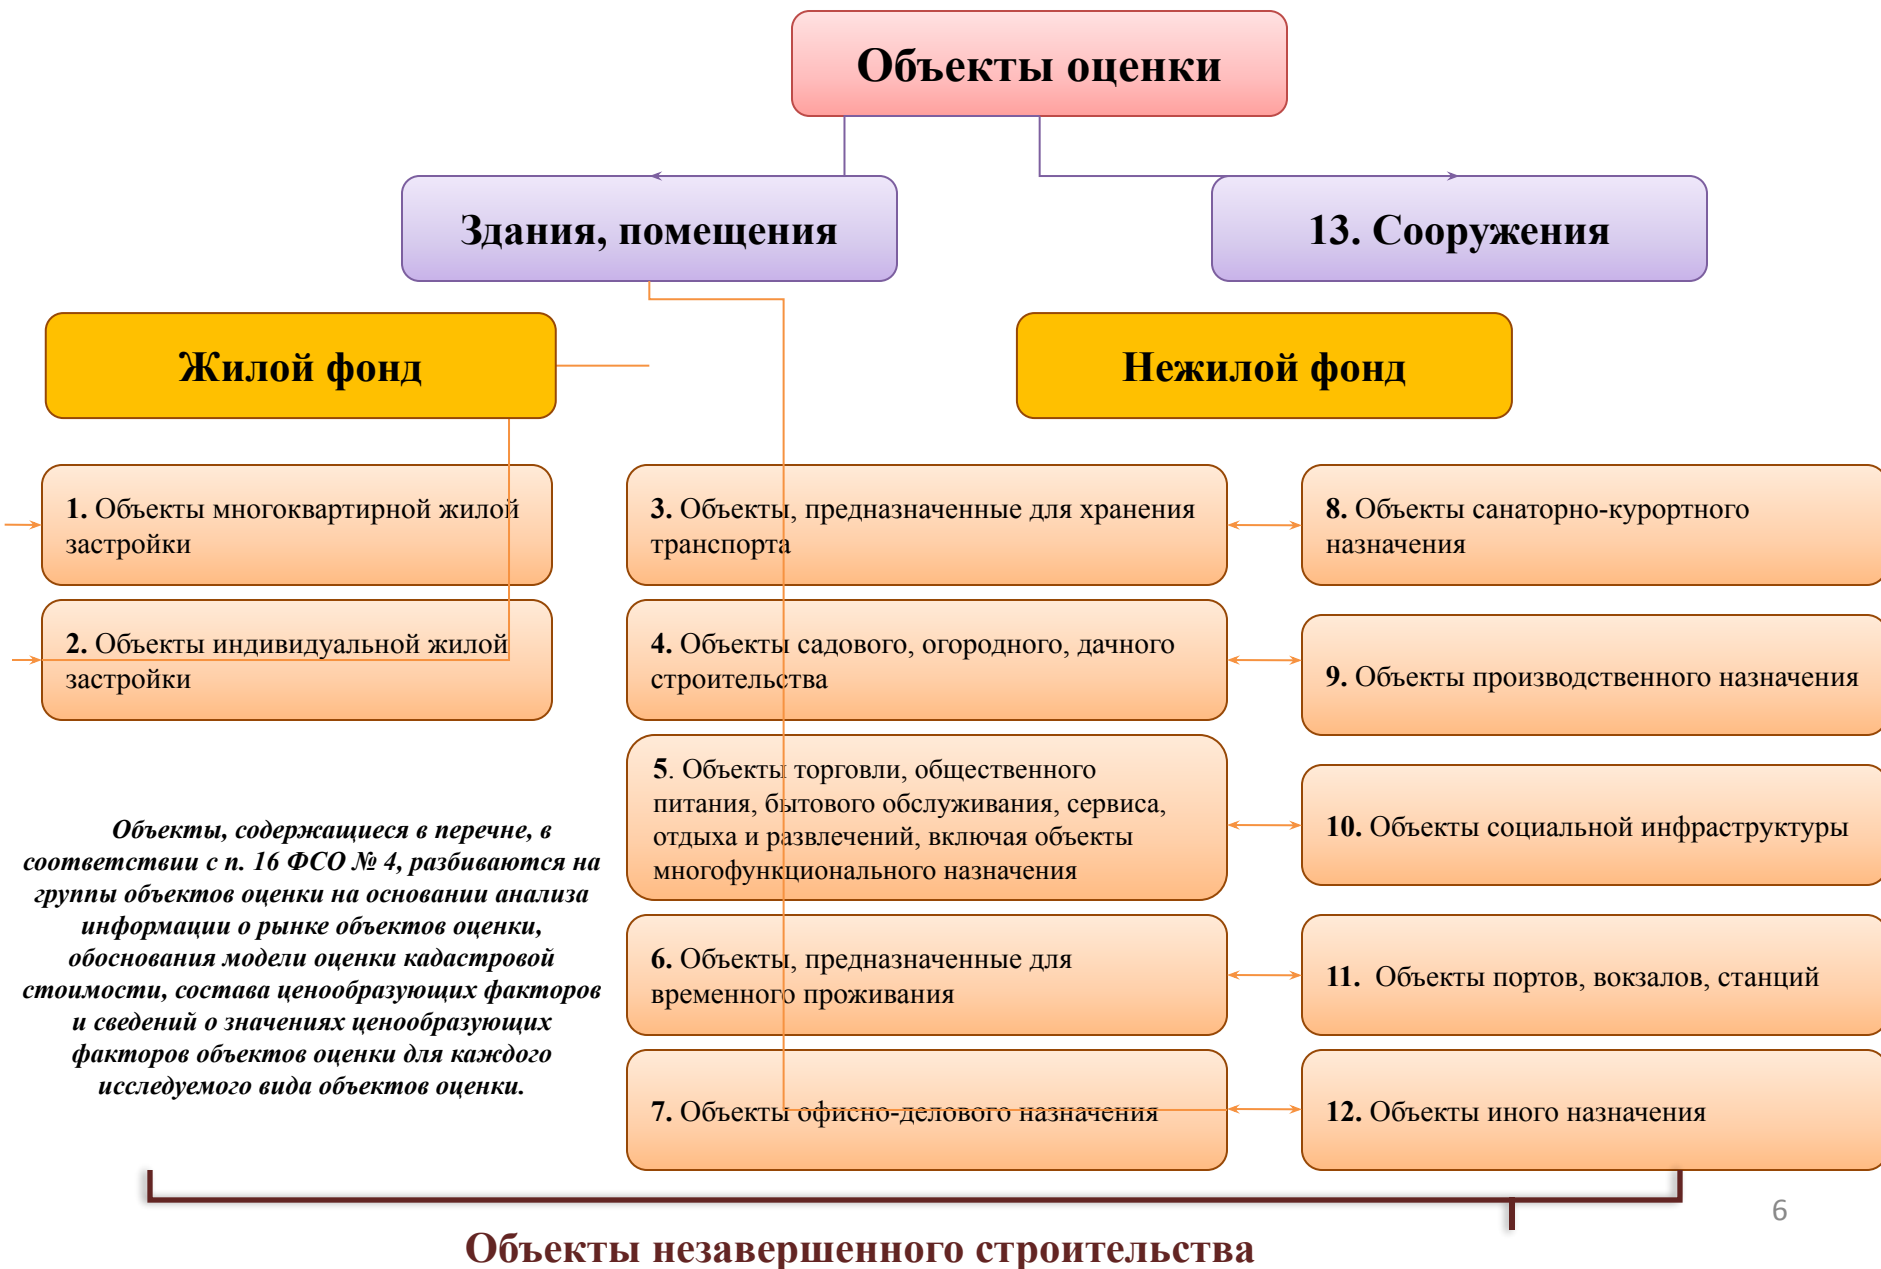 Объекты оценки
Здания, помещения
13. Сооружения
Жилой фонд
Нежилой фонд
1. Объекты многоквартирной жилой
застройки
2. Объекты индивидуальной жилой
застройки
Объекты, содержащиеся в перечне, в
соответствии с п. 16 ФСО № 4, разбиваются на
группы объектов оценки на основании анализа
информации о рынке объектов оценки,
обоснования модели оценки кадастровой
стоимости, состава ценообразующих факторов
и сведений о значениях ценообразующих
факторов объектов оценки для каждого
исследуемого вида объектов оценки.
3. Объекты, предназначенные для хранения
транспорта
4. Объекты садового, огородного, дачного
строительства
5. Объекты торговли, общественного
питания, бытового обслуживания, сервиса,
отдыха и развлечений, включая объекты
многофункционального назначения
6. Объекты, предназначенные для
временного проживания
7. Объекты офисно-делового назначения
8. Объекты санаторно-курортного
назначения
9. Объекты производственного назначения
10. Объекты социальной инфраструктуры
11. Объекты портов, вокзалов, станций
12. Объекты иного назначения
Объекты незавершенного строительства
6